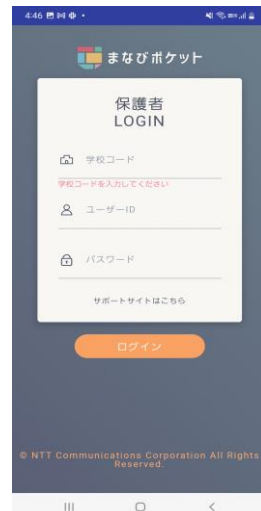 4:46
まなびポケット
保護者
LOGIN
学校コード
学校コードを入力してください
ユーザーID
パスワード
サポートサイトはこちら
ログイン
© NTT Communications Corporation All Rights
Reserved.